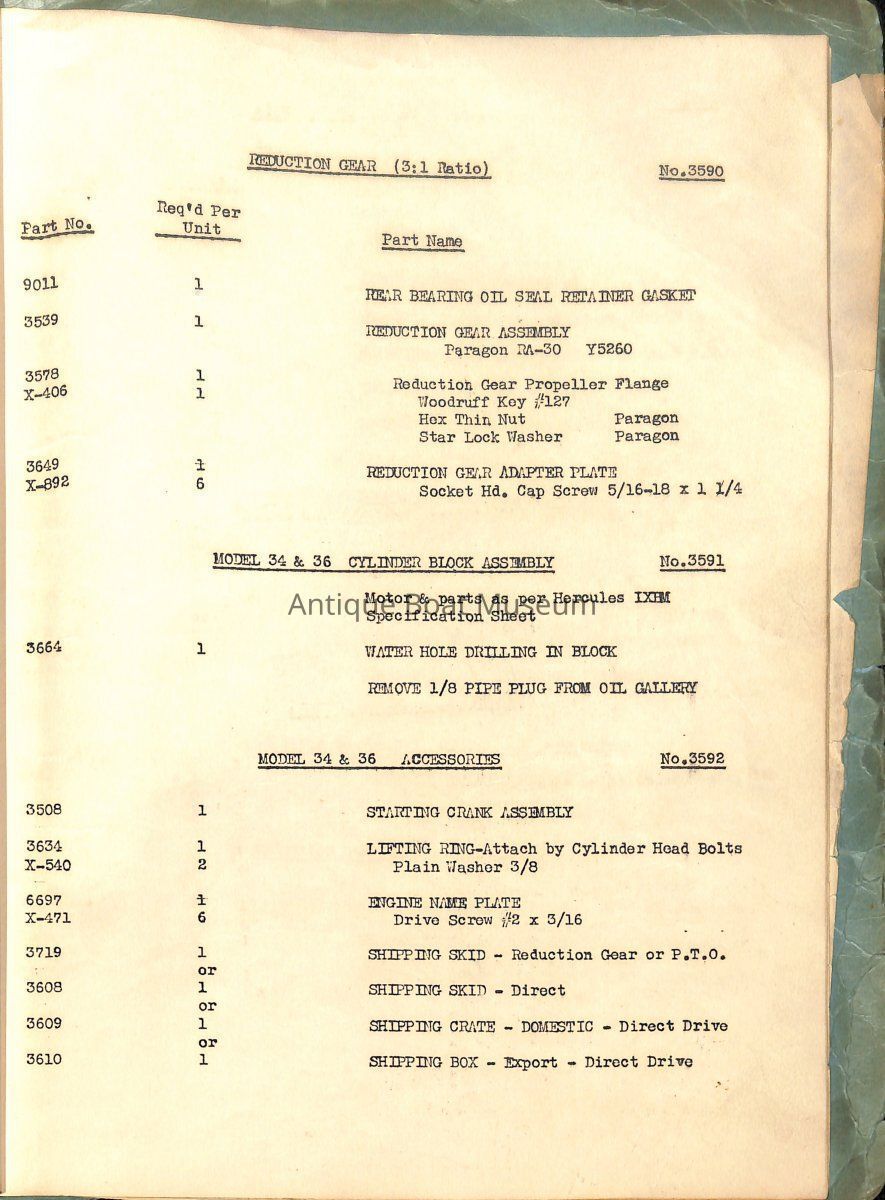 REDUCTION GEAR (3:1 Ratio) No.3590
Part No. Req'd Per Unit Part Name
9011 1 REAR BEARING OIL SEAL RETAINER GASKET
3539 1 REDUCTION GEAR ASSEMBLY
Paragon RA-30 Y5260
3578 1 Reduction Gear Propeller Flange
X-406 1 Woodruff Key #127
Hex Thin Nut Paragon
Star Lock Washer Paragon
3649 1 REDUCTION GEAR ADAPTER PLATE
X-892 6 Socket Hd. Cap Screw 5/16-18 x 1 1/4
MODEL 34 & 36 CYLINDER BLOCK ASSEMBLY No.3591
Motor & parts as per Hercules IXBM
Specification Sheet
Antique Boat Museum
3664 1 WATER HOLE DRILLING IN BLOCK
REMOVE 1/8 PIPE PLUG FROM OIL GALLERY
MODEL 34 & 36 ACCESSORIES No.3592
3508 1 STARTING CRANK ASSEMBLY
3634 1 LIFTING RING-Attach by Cylinder Head Bolts
X-540 2 Plain Washer 3/8
6697 1 ENGINE NAME PLATE
X-471 6 Drive Screw #2 x 3/16
3719 1 SHIPPING SKID - Reduction Gear or P.T.O.
or
3608 1 SHIPPING SKID - Direct
or
3609 1 SHIPPING CRATE - DOMESTIC - Direct Drive
or
3610 1 SHIPPING BOX - Export - Direct Drive